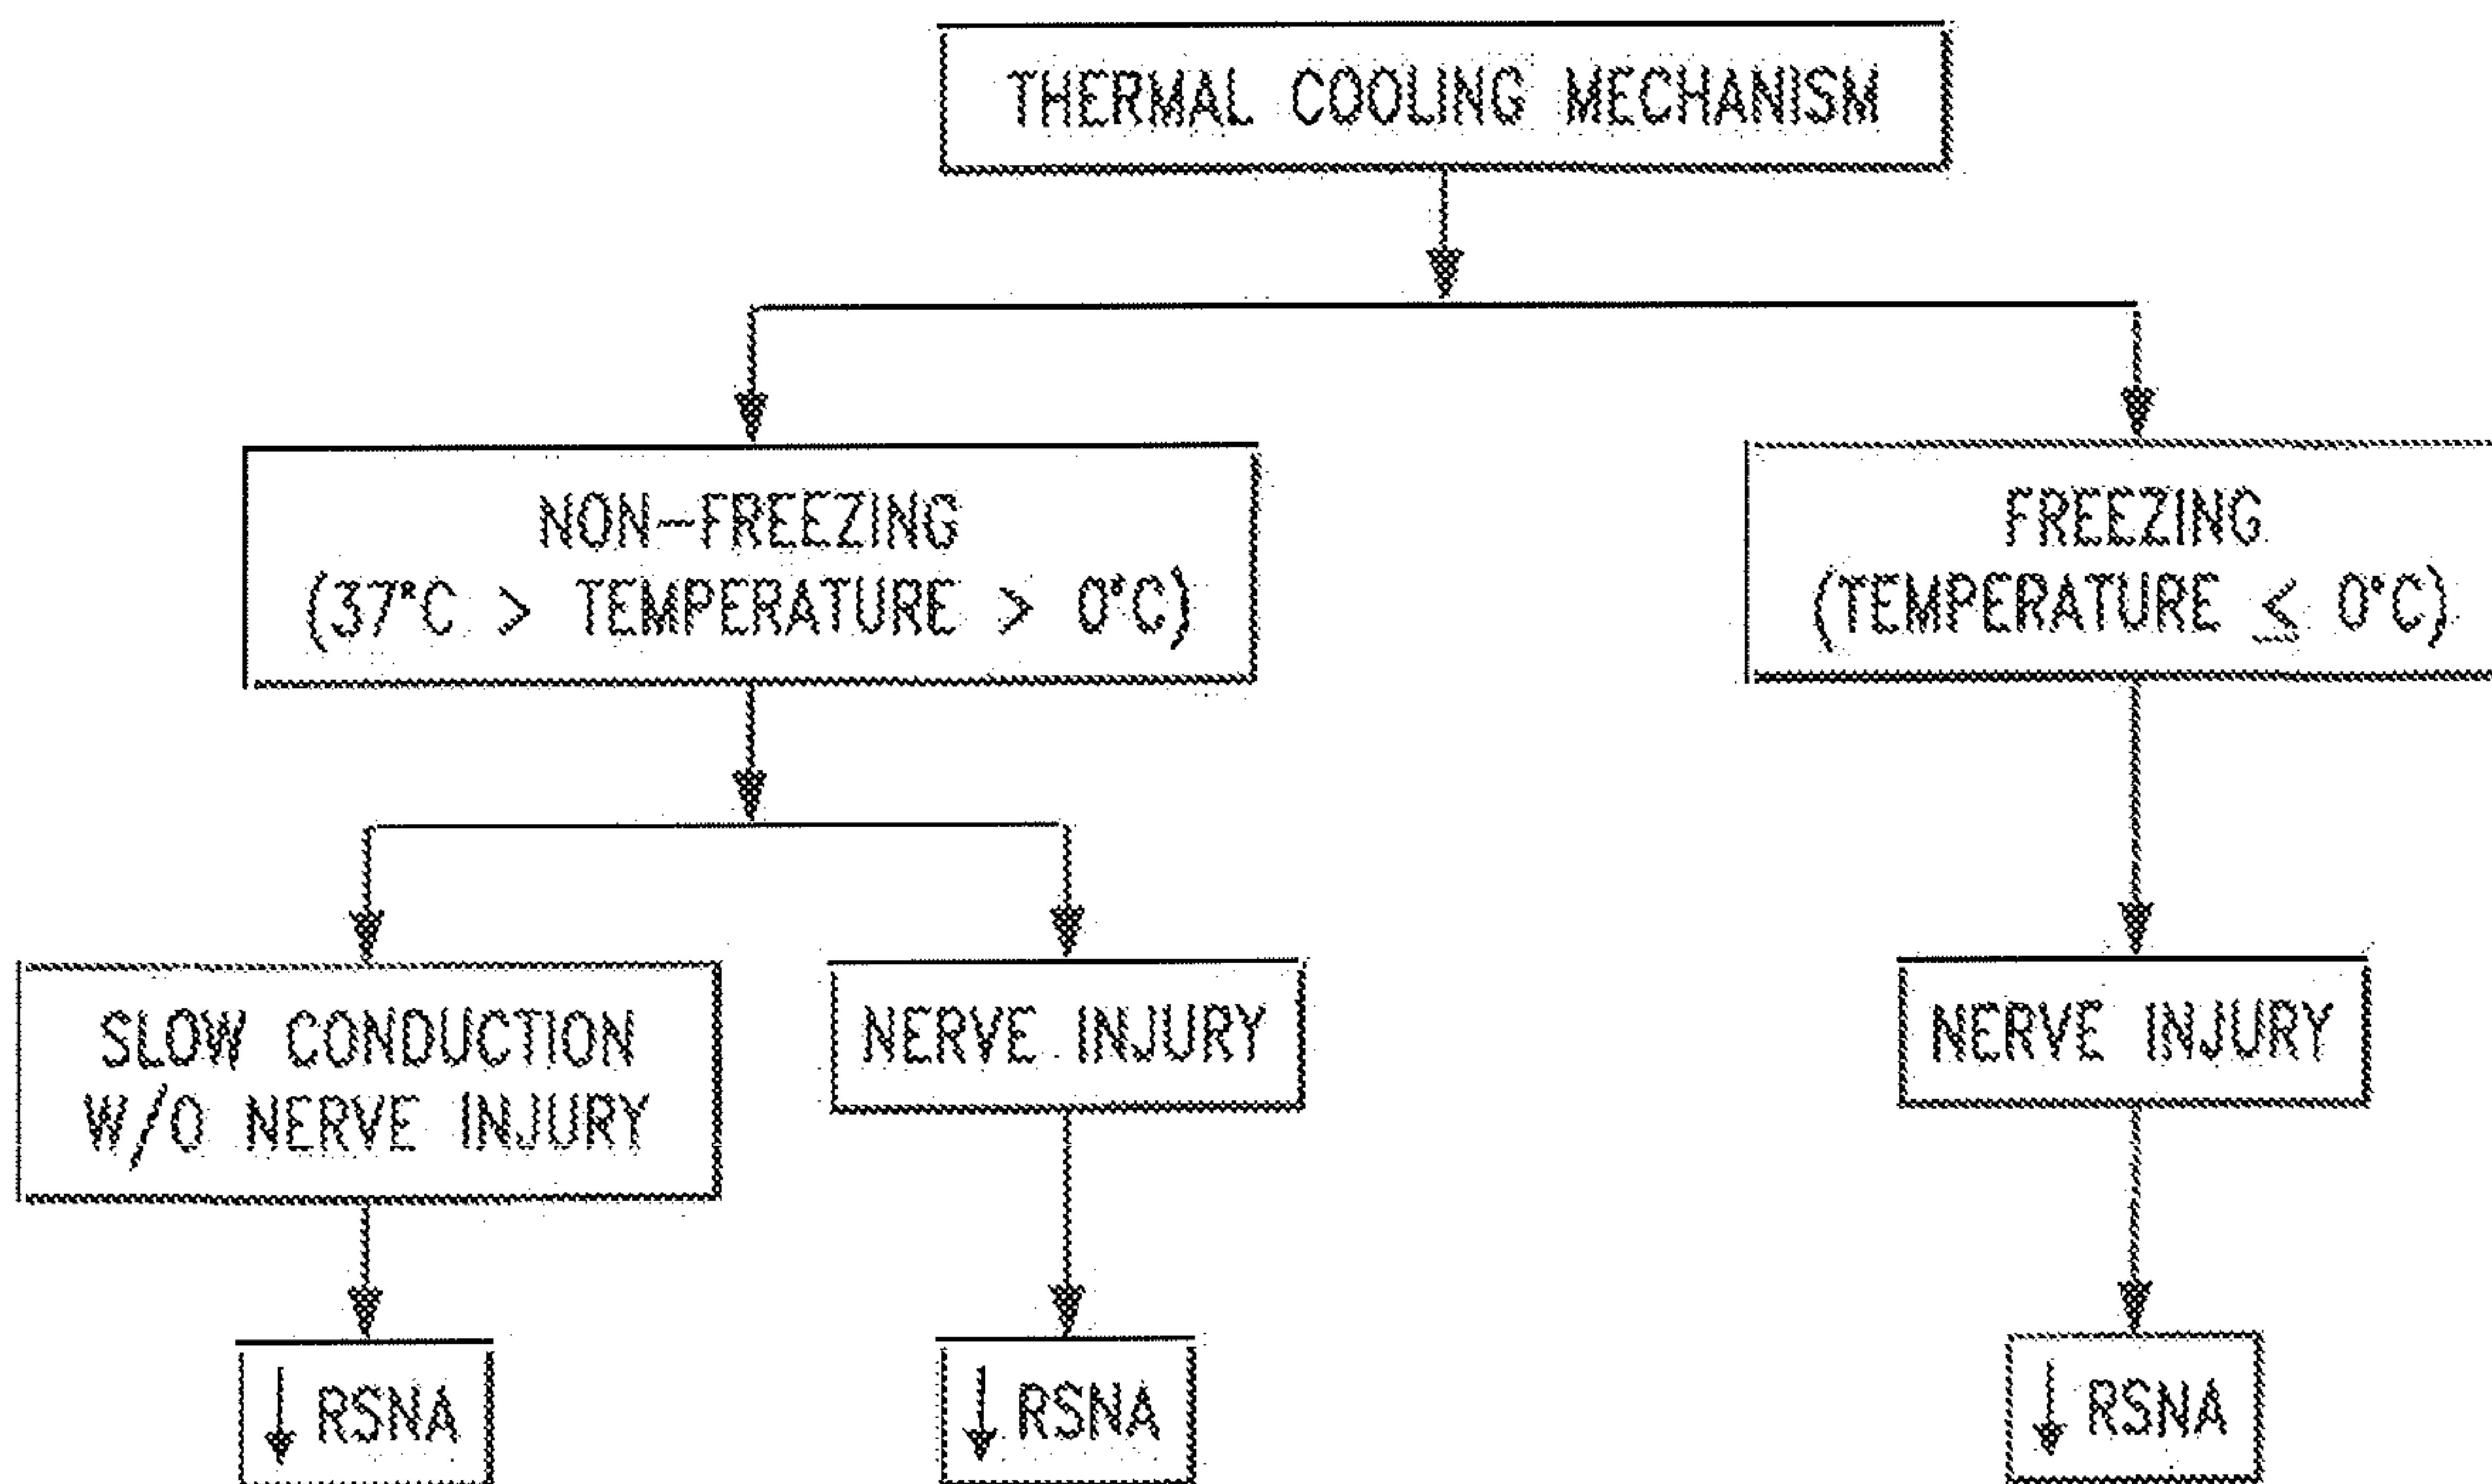 THERMAL COOLING MECHANISM
NON-FREEZING
(37°C > TEMPERATURE > 0°C)
FREEZING
(TEMPERATURE ≤ 0°C)
SLOW CONDUCTION
W/O NERVE INJURY
NERVE INJURY
NERVE INJURY
↓ RSNA
↓ RSNA
↓ RSNA